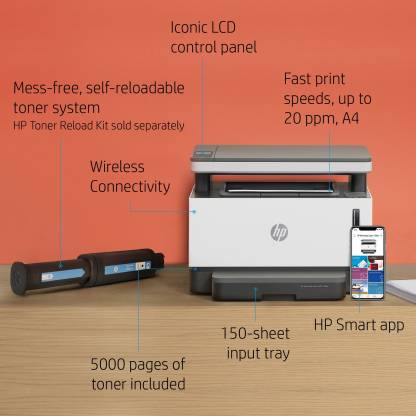 Iconic LCD
control panel
Mess-free, self-reloadable
toner system
HP Toner Reload Kit sold separately
Fast print
speeds, up to
20 ppm, A4
Wireless
Connectivity
hp
HP Smart app
150-sheet
input tray
5000 pages of
toner included